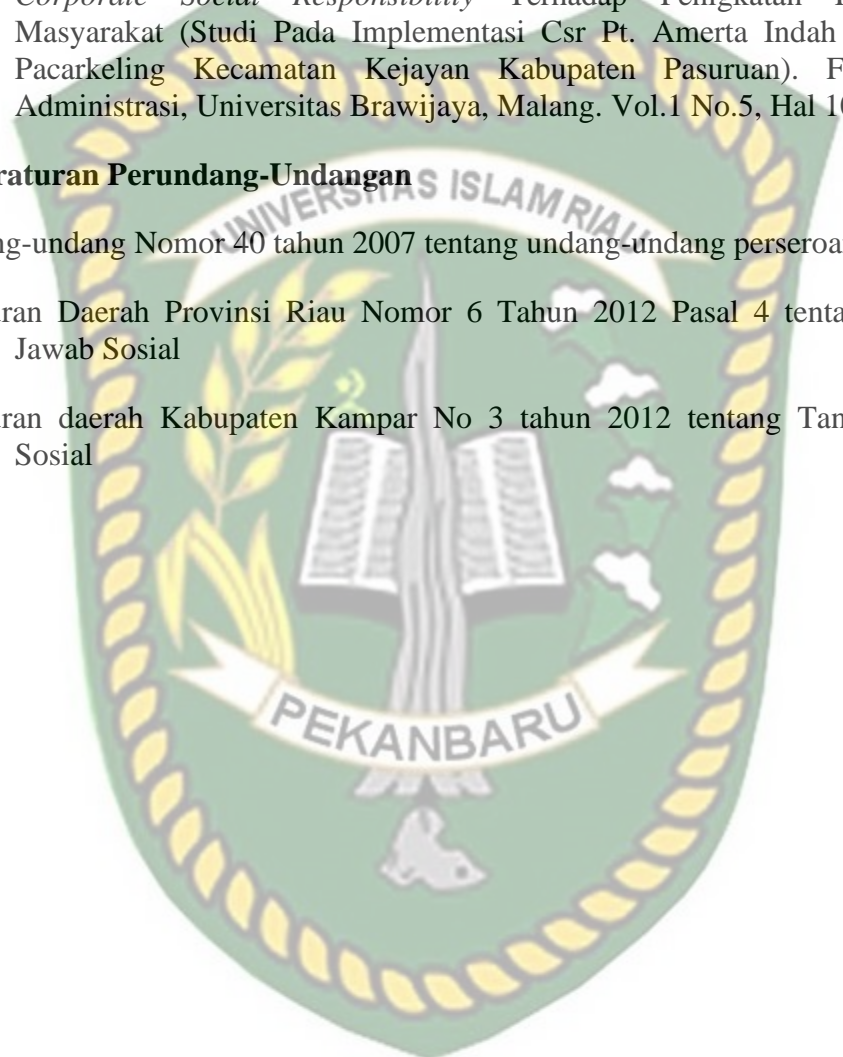 Corporate Social Responsibility Terhadap Penigkatan
Masyarakat (Studi Pada Implementasi Csr Pt. Amerta Indah
Pacarkeling Kecamatan Kejayan Kabupaten Pasuruan). F
Administrasi, Universitas Brawijaya, Malang. Vol.1 No.5, Hal 10
raturan Perundang-Undangan
UNIVERSITAS ISLAM RIAU
ng-undang Nomor 40 tahun 2007 tentang undang-undang perseroa
ran Daerah Provinsi Riau Nomor 6 Tahun 2012 Pasal 4 tenta
Jawab Sosial
ran daerah Kabupaten Kampar No 3 tahun 2012 tentang Tan
Sosial
PEKANBARU